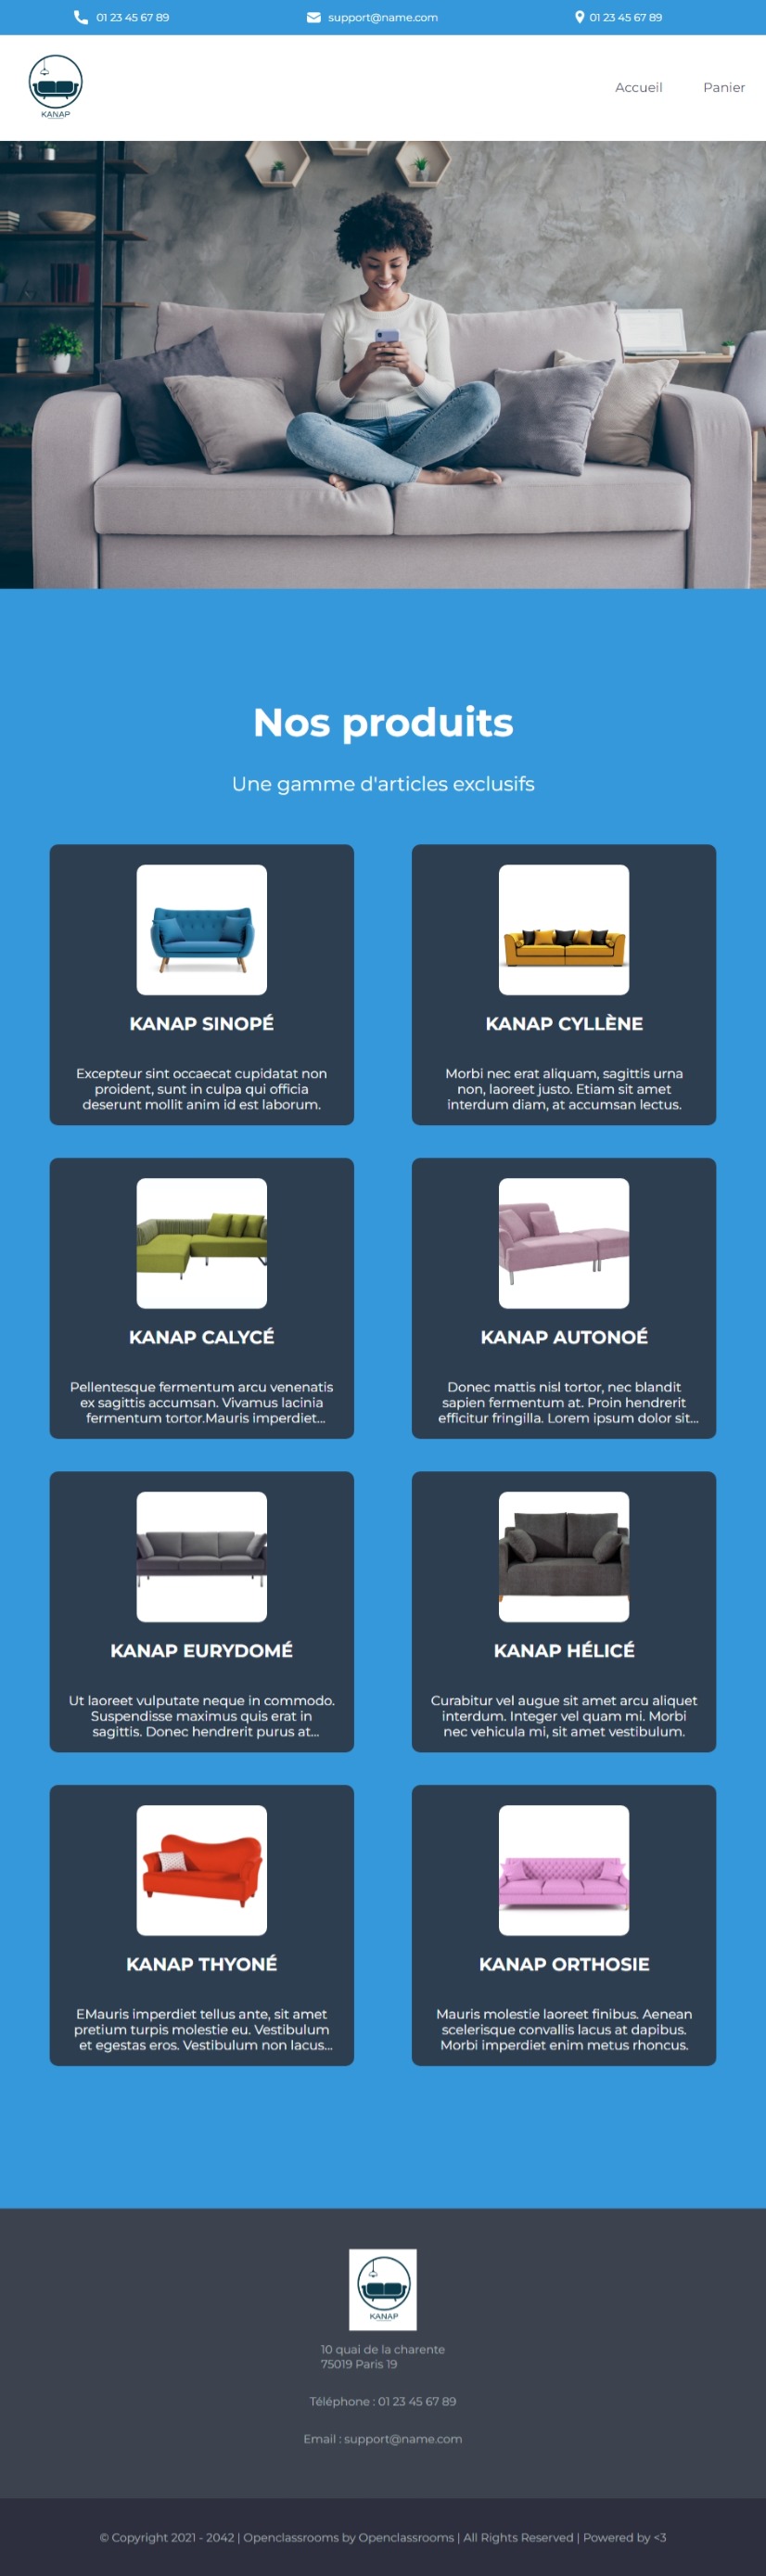 01 23 45 67 89
support@name.com
01 23 45 67 89
KANAP
Accueil
Panier
Nos produits
Une gamme d'articles exclusifs
KANAP SINOPÉ
Excepteur sint occaecat cupidatat non
proident, sunt in culpa qui officia
deserunt mollit anim id est laborum.
KANAP CYLLÈNE
Morbi nec erat aliquam, sagittis urna
non, laoreet justo. Etiam sit amet
interdum diam, at accumsan lectus.
KANAP CALYCÉ
Pellentesque fermentum arcu venenatis
ex sagittis accumsan. Vivamus lacinia
fermentum tortor.Mauris imperdiet...
KANAP AUTONOÉ
Donec mattis nisl tortor, nec blandit
sapien fermentum at. Proin hendrerit
efficitur fringilla. Lorem ipsum dolor sit...
KANAP EURYDOMÉ
Ut laoreet vulputate neque in commodo.
Suspendisse maximus quis erat in
sagittis. Donec hendrerit purus at...
KANAP HÉLICÉ
Curabitur vel augue sit amet arcu aliquet
interdum. Integer vel quam mi. Morbi
nec vehicula mi, sit amet vestibulum.
KANAP THYONÉ
EMauris imperdiet tellus ante, sit amet
pretium turpis molestie eu. Vestibulum
et egestas eros. Vestibulum non lacus...
KANAP ORTHOSIE
Mauris molestie laoreet finibus. Aenean
scelerisque convallis lacus at dapibus.
Morbi imperdiet enim metus rhoncus.
KANAP
10 quai de la charente
75019 Paris 19
Téléphone : 01 23 45 67 89
Email : support@name.com
© Copyright 2021 - 2042 | Openclassrooms by Openclassrooms | All Rights Reserved | Powered by <3